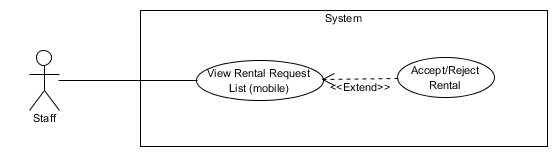 System
View Rental Request
List (mobile)
<<Extend>>
Accept/Reject
Rental
Staff